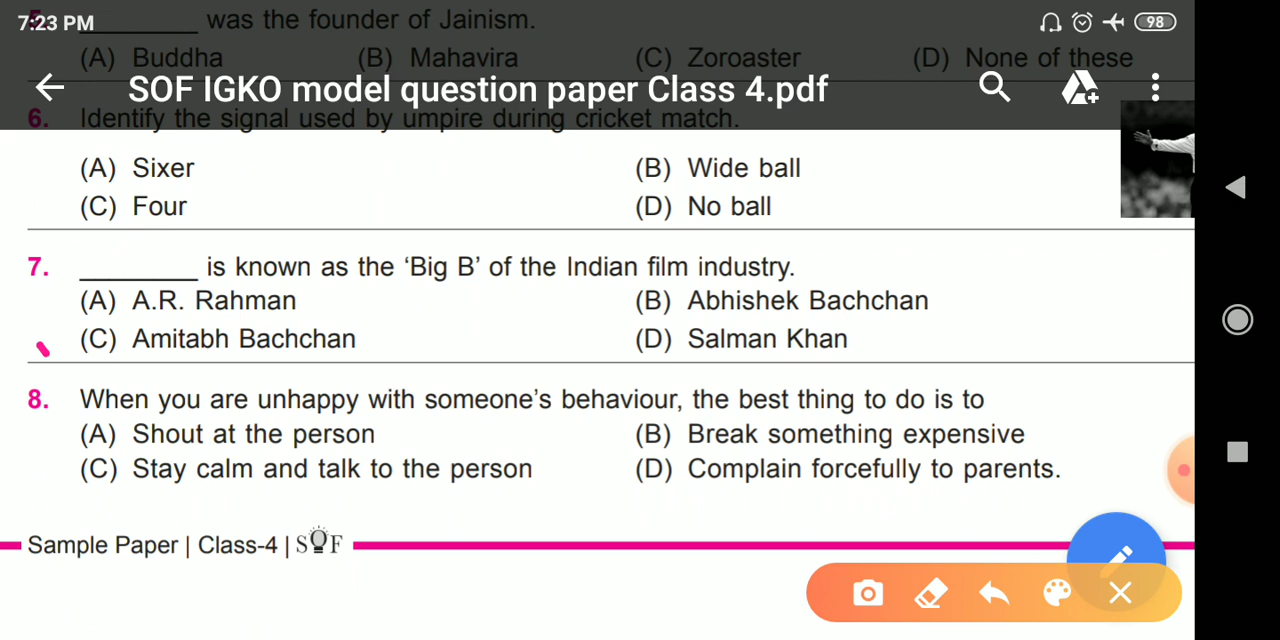 7:23 PM
98
5. ________ was the founder of Jainism.
(A) Buddha (B) Mahavira (C) Zoroaster (D) None of these
SOF IGKO model question paper Class 4.pdf
6. Identify the signal used by umpire during cricket match.
(A) Sixer (B) Wide ball
(C) Four (D) No ball
7. ________ is known as the ‘Big B’ of the Indian film industry.
(A) A.R. Rahman (B) Abhishek Bachchan
(C) Amitabh Bachchan (D) Salman Khan
8. When you are unhappy with someone’s behaviour, the best thing to do is to
(A) Shout at the person (B) Break something expensive
(C) Stay calm and talk to the person (D) Complain forcefully to parents.
Sample Paper | Class-4 | SOF